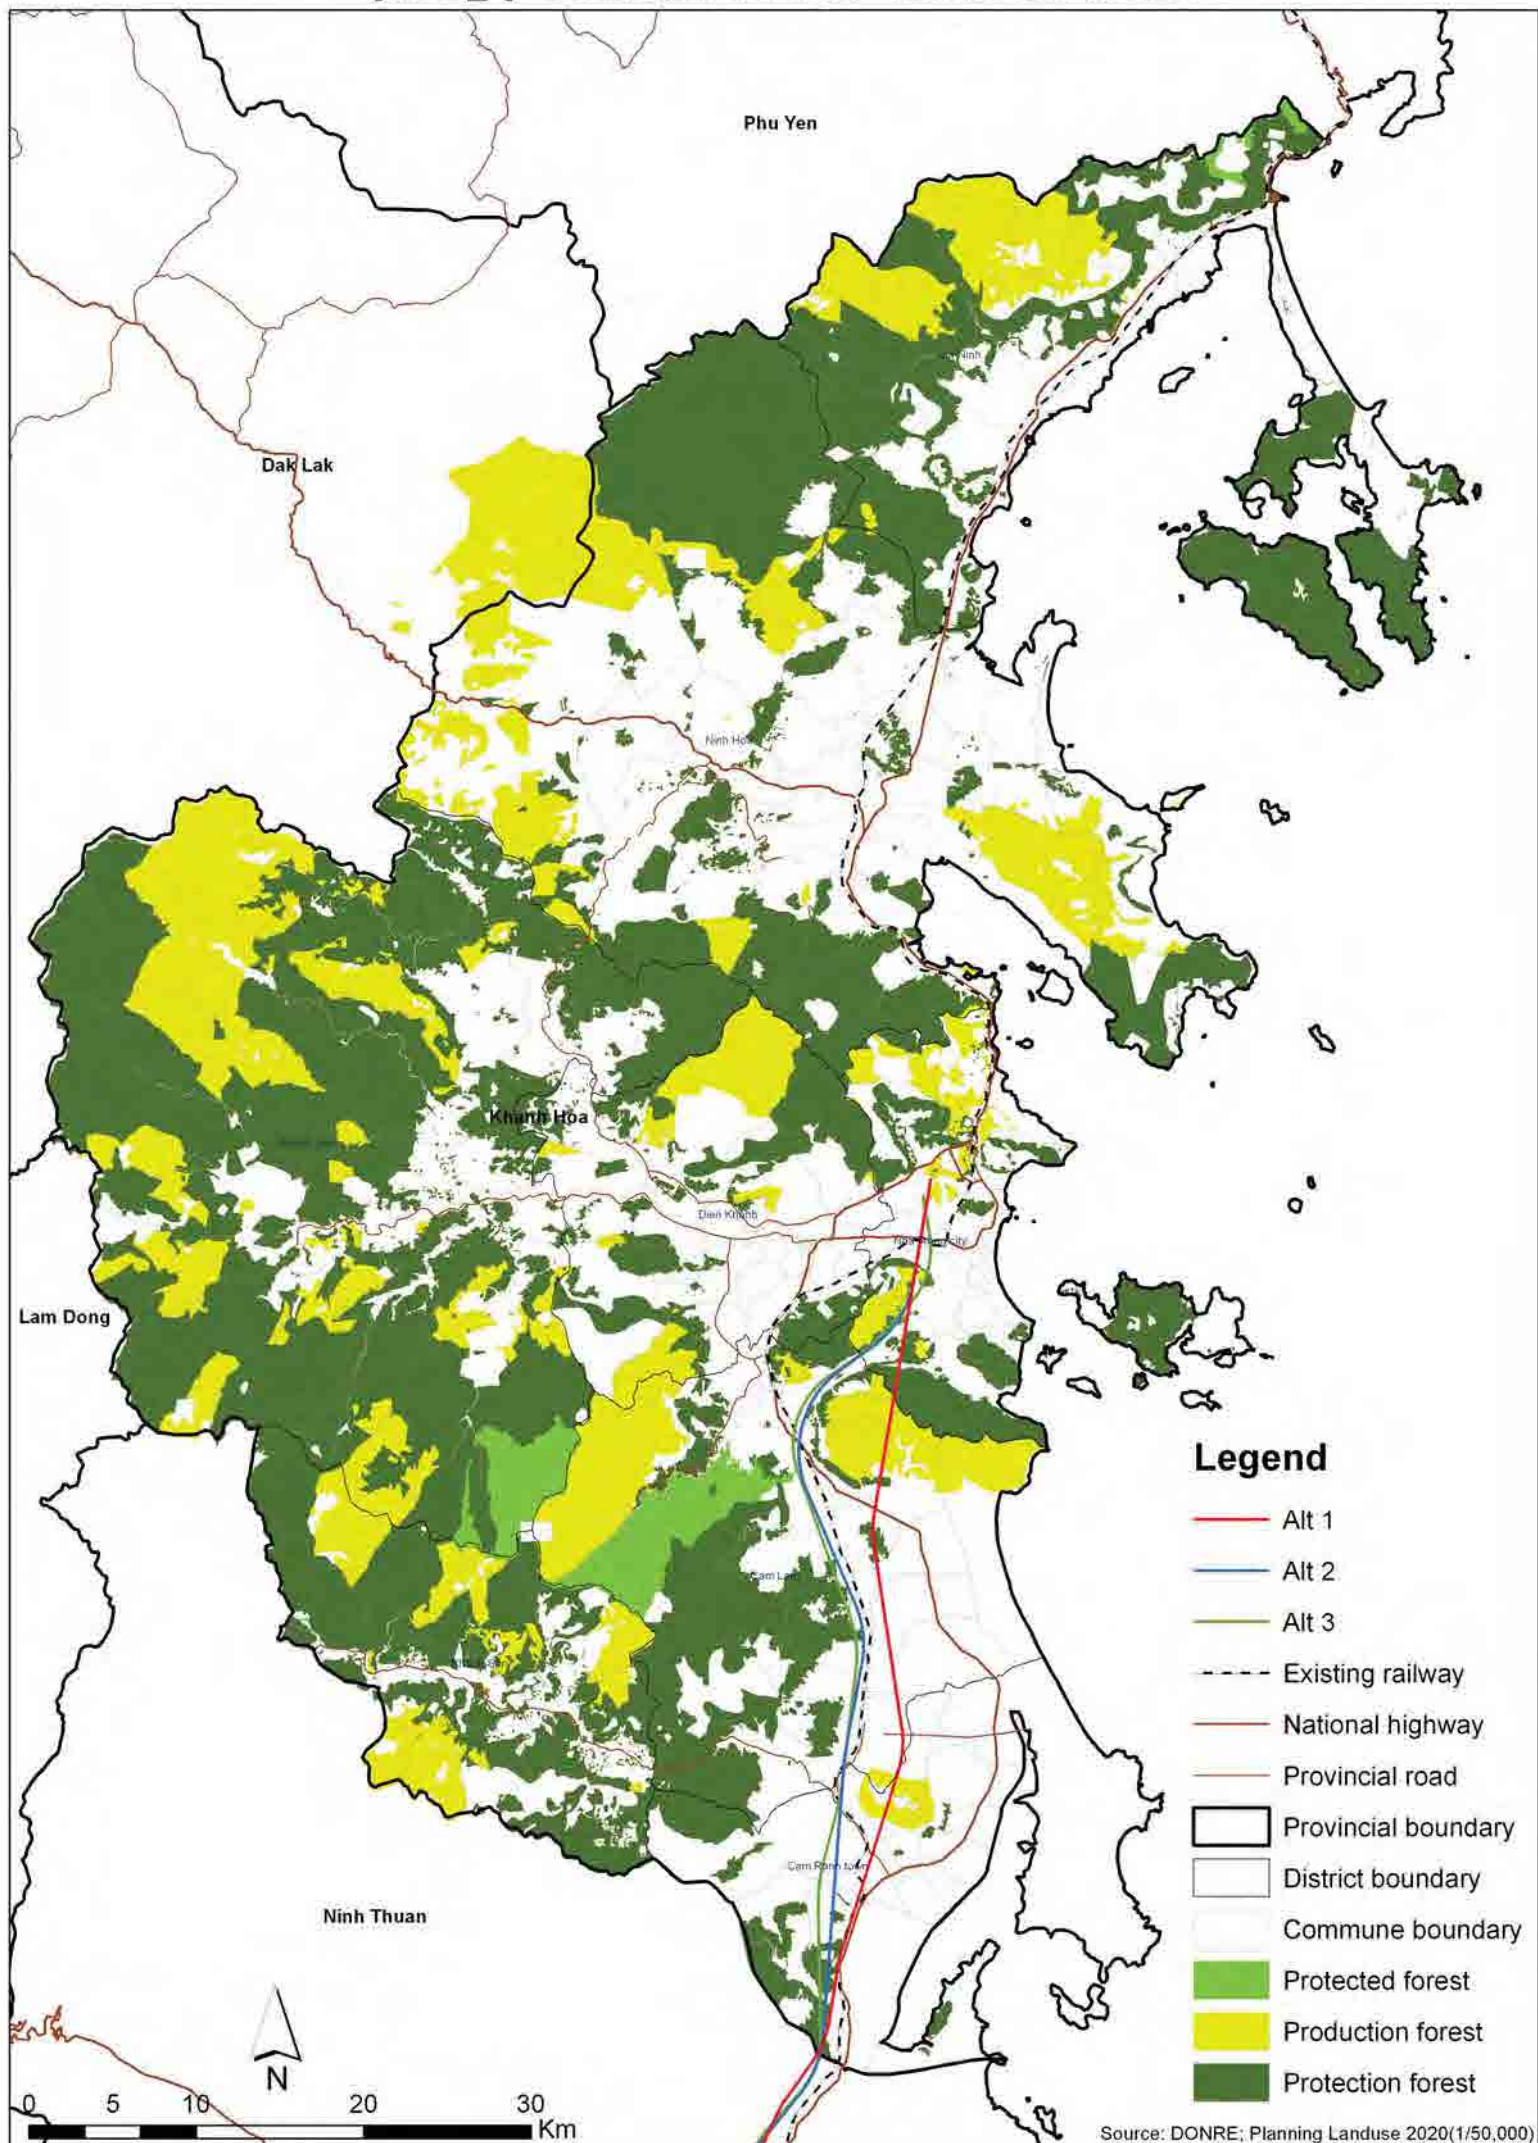 Phu Yen
Dak Lak
Ninh Hoa
Khanh Hoa
Dien Khanh
Lam Dong
Cam Lam
Cam Ranh town
Ninh Thuan
Legend
Alt 1
Alt 2
Alt 3
Existing railway
National highway
Provincial road
Provincial boundary
District boundary
Commune boundary
Protected forest
Production forest
Protection forest
N
0 5 10 20 30
Km
Source: DONRE; Planning Landuse 2020(1/50,000)